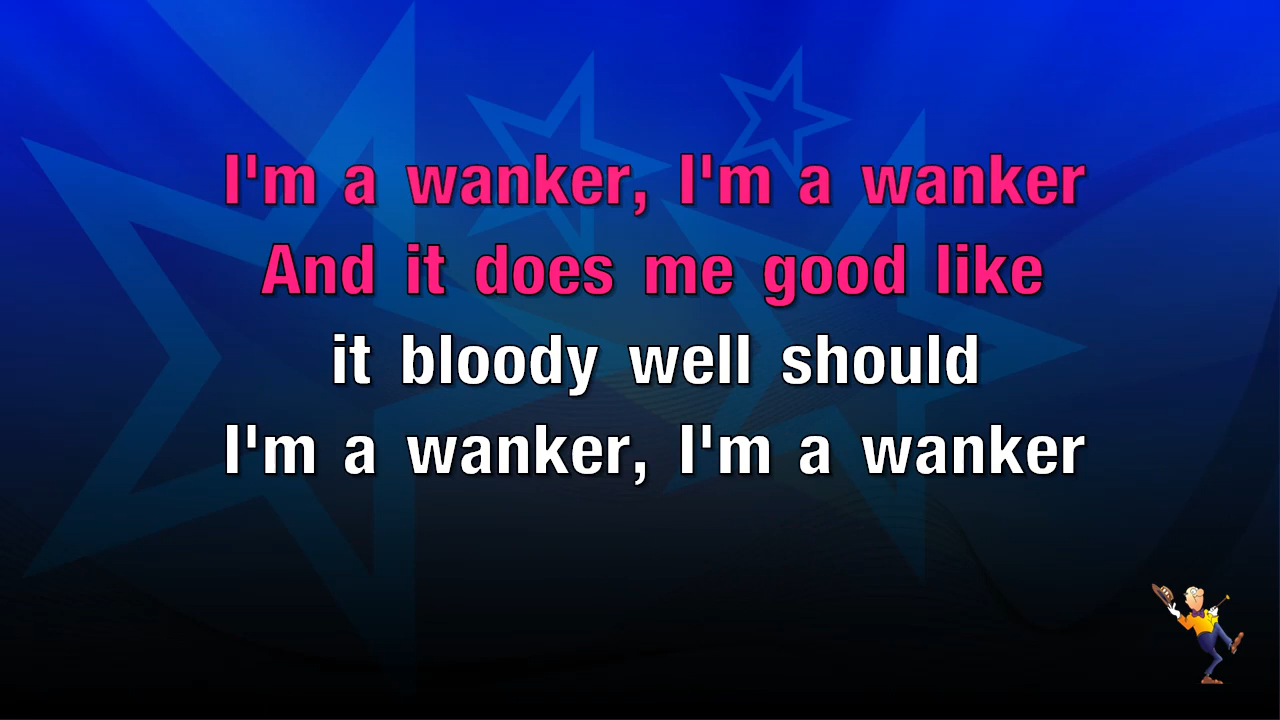 I'm a wanker, I'm a wanker
And it does me good like
it bloody well should
I'm a wanker, I'm a wanker